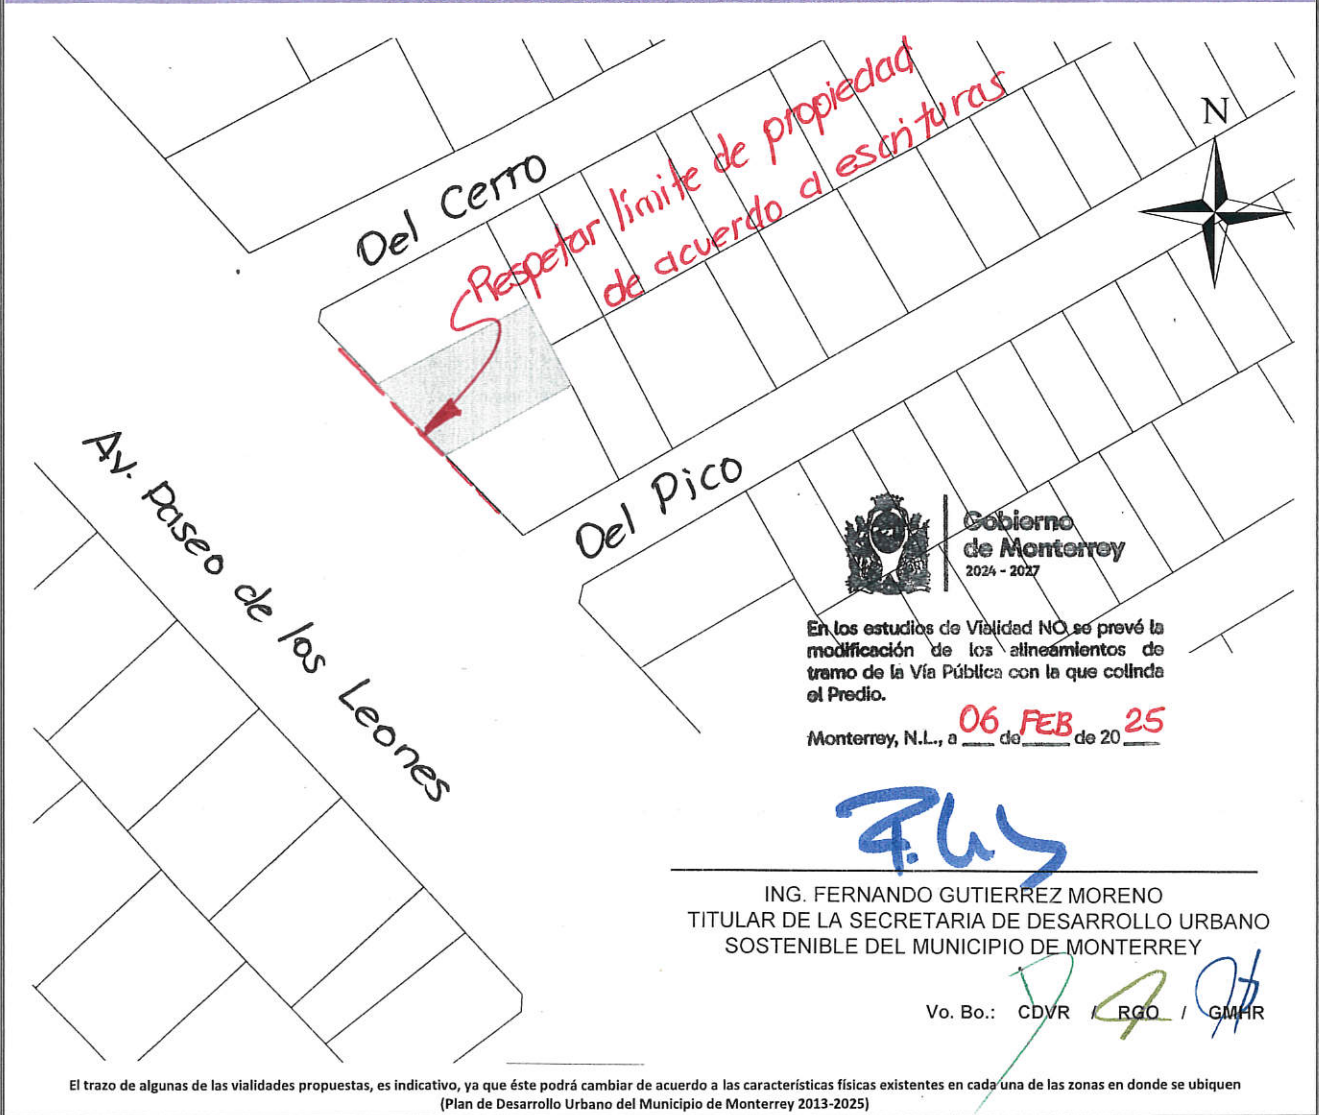 Del Cerro
Respetar límite de propiedad
de acuerdo a escrituras
N
Av. Paseo de los Leones
Del Pico
Gobierno
de Monterrey
2024 - 2027
En los estudios de Vialidad NO se prevé la
modificación de los alineamientos de
tramo de la Vía Pública con la que colinda
el Predio.
Monterrey, N.L., a 06 de FEB de 20 25
ING. FERNANDO GUTIERREZ MORENO
TITULAR DE LA SECRETARIA DE DESARROLLO URBANO
SOSTENIBLE DEL MUNICIPIO DE MONTERREY
Vo. Bo.: CDVR / RGO / GMHR
El trazo de algunas de las vialidades propuestas, es indicativo, ya que éste podrá cambiar de acuerdo a las características físicas existentes en cada una de las zonas en donde se ubiquen
(Plan de Desarrollo Urbano del Municipio de Monterrey 2013-2025)